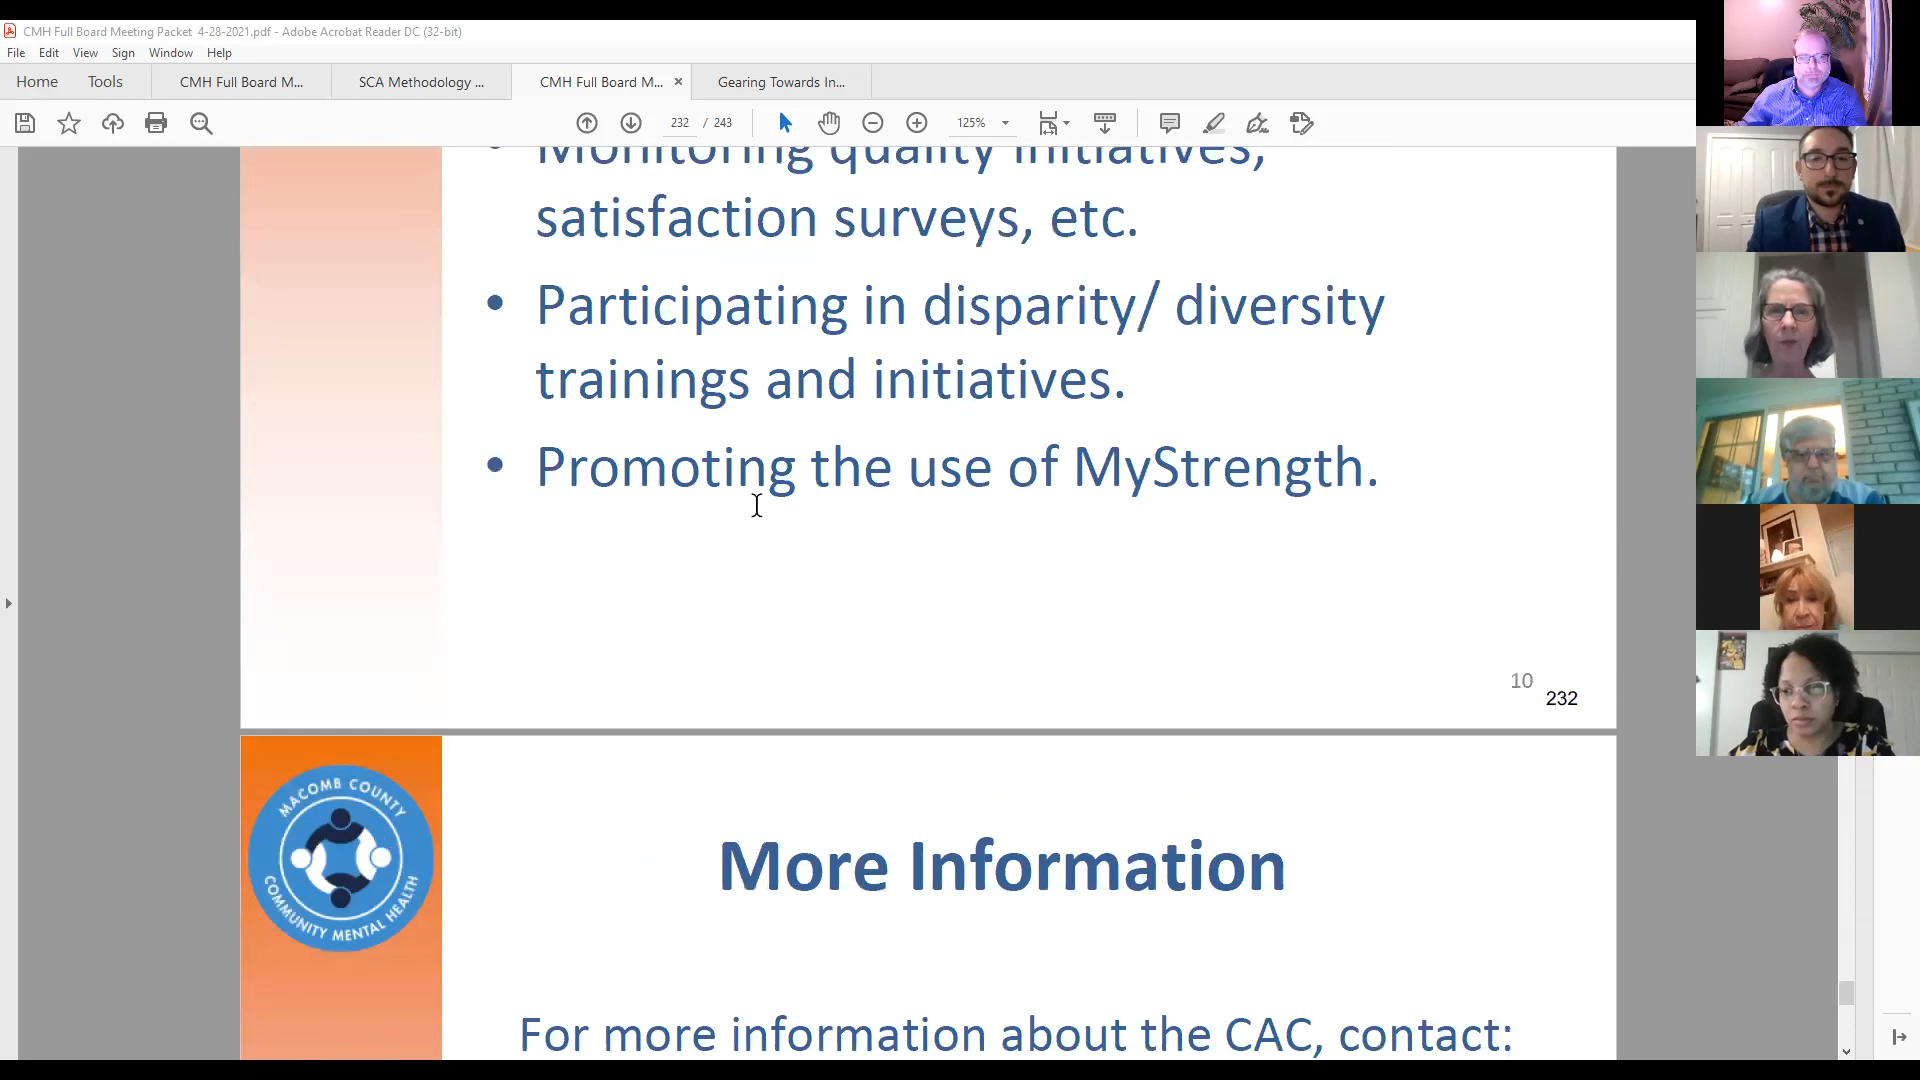 CMH Full Board Meeting Packet 4-28-2021.pdf - Adobe Acrobat Reader DC (32-bit)
File Edit View Sign Window Help
Home Tools CMH Full Board M... SCA Methodology ... CMH Full Board M... × Gearing Towards In...
232 / 243 125%
• Monitoring quality initiatives,
satisfaction surveys, etc.
• Participating in disparity/ diversity
trainings and initiatives.
• Promoting the use of MyStrength.
10
232
MACOMB COUNTY
COMMUNITY MENTAL HEALTH
More Information
For more information about the CAC, contact: